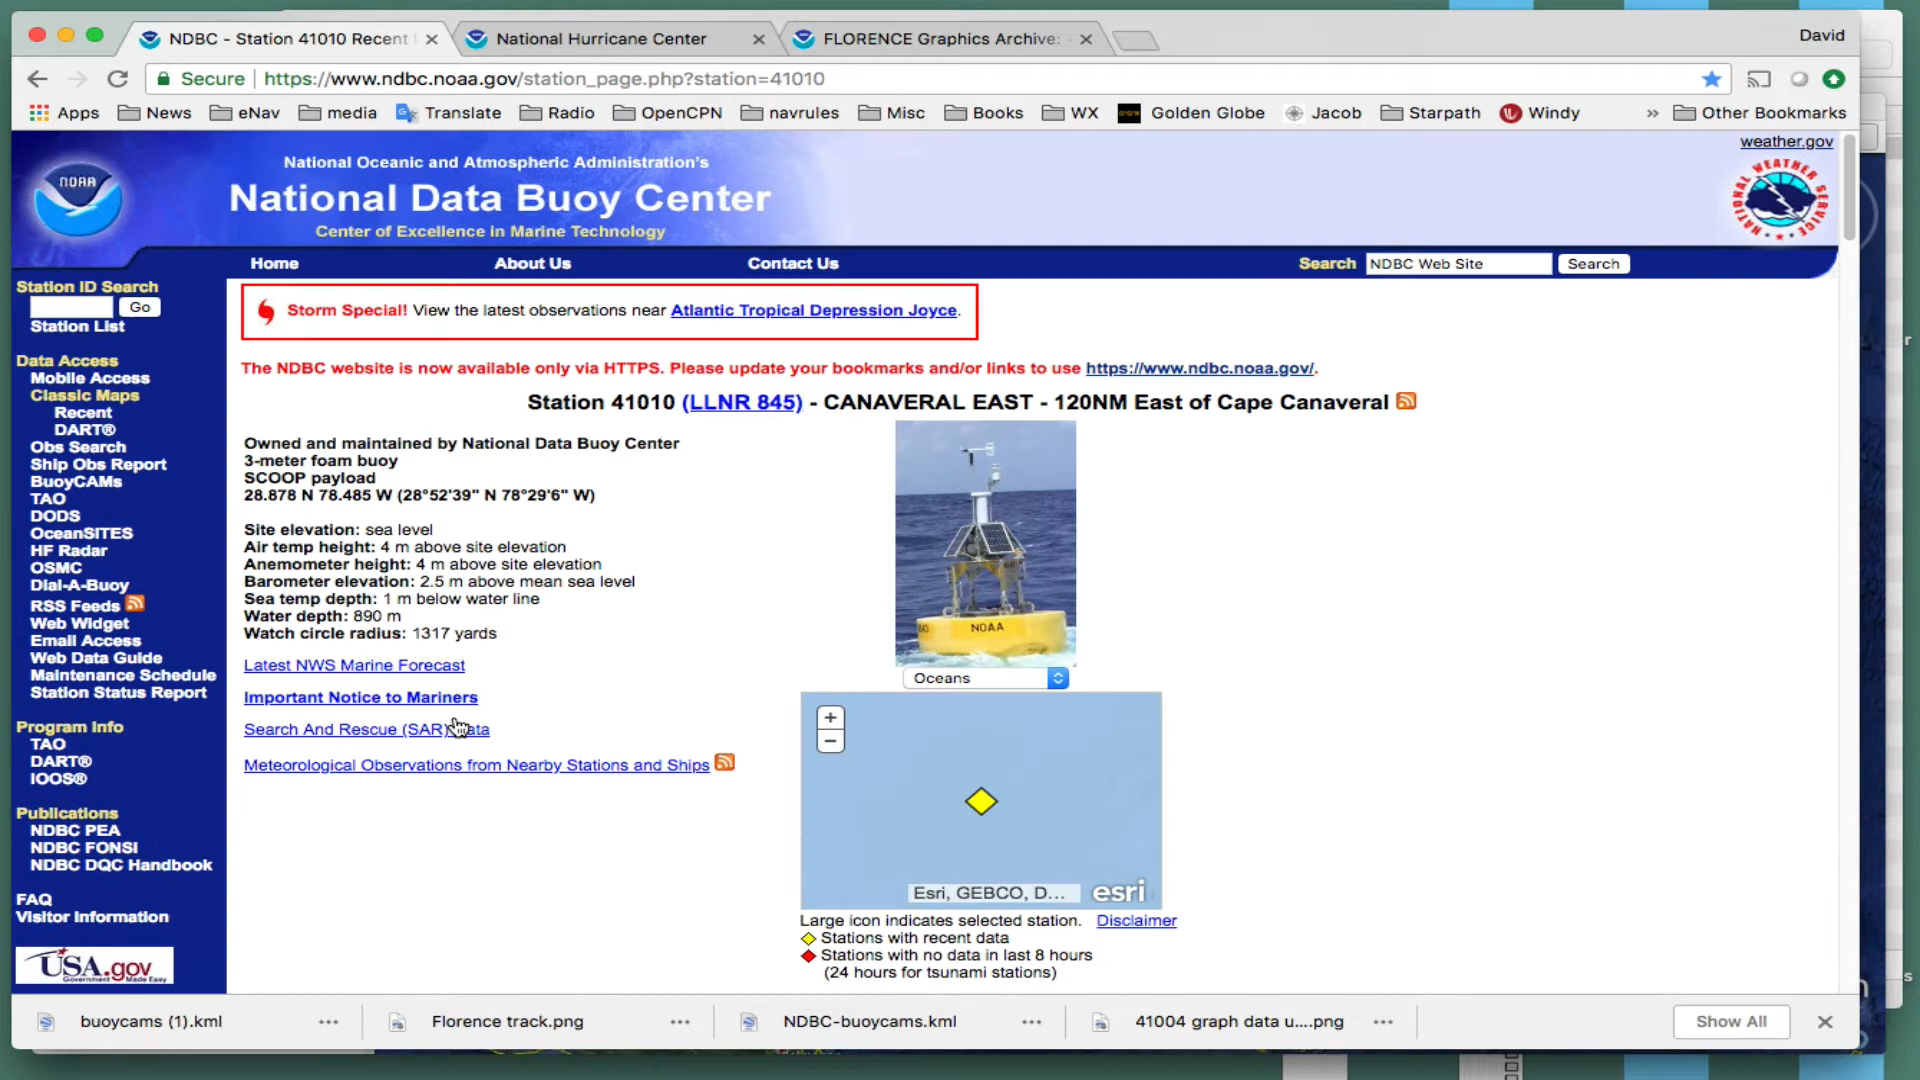 NDBC - Station 41010 Recent
National Hurricane Center
FLORENCE Graphics Archive:
David
Secure
https://www.ndbc.noaa.gov/station_page.php?station=41010
Apps
News
eNav
media
Translate
Radio
OpenCPN
navrules
Misc
Books
WX
Golden Globe
Jacob
Starpath
Windy
»
Other Bookmarks
weather.gov
NOAA
National Oceanic and Atmospheric Administration's
National Data Buoy Center
Center of Excellence in Marine Technology
NATIONAL WEATHER SERVICE
Home
About Us
Contact Us
Search
NDBC Web Site
Search
Station ID Search
Go
Station List
Data Access
Mobile Access
Classic Maps
Recent
DART®
Obs Search
Ship Obs Report
BuoyCAMs
TAO
DODS
OceanSITES
HF Radar
OSMC
Dial-A-Buoy
RSS Feeds
Web Widget
Email Access
Web Data Guide
Maintenance Schedule
Station Status Report
Program Info
TAO
DART®
IOOS®
Publications
NDBC PEA
NDBC FONSI
NDBC DQC Handbook
FAQ
Visitor Information
USA.gov
Government Made Easy
Storm Special! View the latest observations near Atlantic Tropical Depression Joyce.
The NDBC website is now available only via HTTPS. Please update your bookmarks and/or links to use https://www.ndbc.noaa.gov/.
Station 41010 (LLNR 845) - CANAVERAL EAST - 120NM East of Cape Canaveral
Owned and maintained by National Data Buoy Center
3-meter foam buoy
SCOOP payload
28.878 N 78.485 W (28°52'39" N 78°29'6" W)
Site elevation: sea level
Air temp height: 4 m above site elevation
Anemometer height: 4 m above site elevation
Barometer elevation: 2.5 m above mean sea level
Sea temp depth: 1 m below water line
Water depth: 890 m
Watch circle radius: 1317 yards
Latest NWS Marine Forecast
Important Notice to Mariners
Search And Rescue (SAR) ata
Meteorological Observations from Nearby Stations and Ships
NOAA
Oceans
+
−
Esri, GEBCO, D...
esri
Large icon indicates selected station.
Disclaimer
Stations with recent data
Stations with no data in last 8 hours
(24 hours for tsunami stations)
buoycams (1).kml
Florence track.png
NDBC-buoycams.kml
41004 graph data u....png
Show All